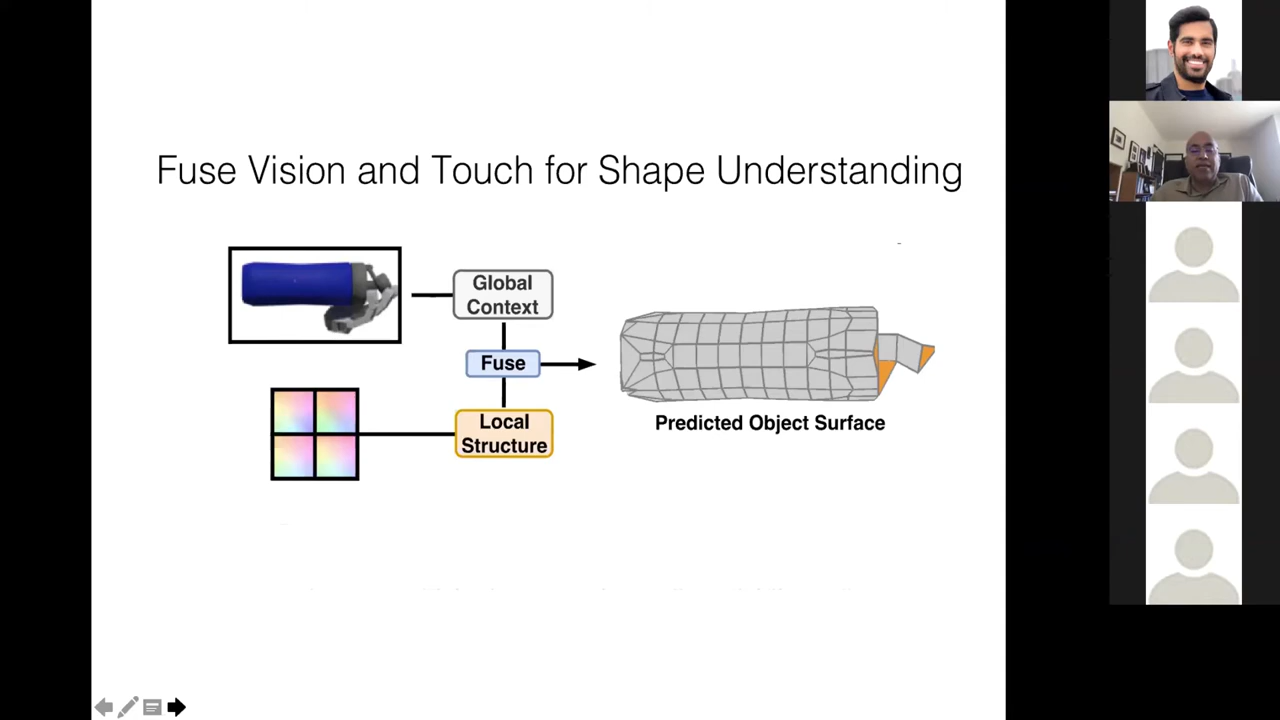 Fuse Vision and Touch for Shape Understanding
Global
Context
Fuse
Local
Structure
Predicted Object Surface